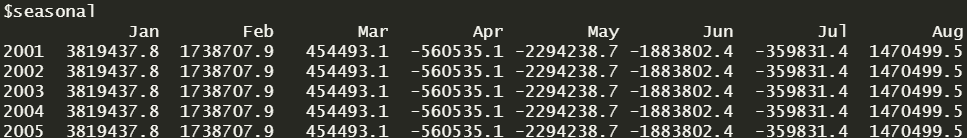 $seasonal
Jan Feb Mar Apr May Jun Jul Aug
2001 3819437.8 1738707.9 454493.1 -560535.1 -2294238.7 -1883802.4 -359831.4 1470499.5
2002 3819437.8 1738707.9 454493.1 -560535.1 -2294238.7 -1883802.4 -359831.4 1470499.5
2003 3819437.8 1738707.9 454493.1 -560535.1 -2294238.7 -1883802.4 -359831.4 1470499.5
2004 3819437.8 1738707.9 454493.1 -560535.1 -2294238.7 -1883802.4 -359831.4 1470499.5
2005 3819437.8 1738707.9 454493.1 -560535.1 -2294238.7 -1883802.4 -359831.4 1470499.5